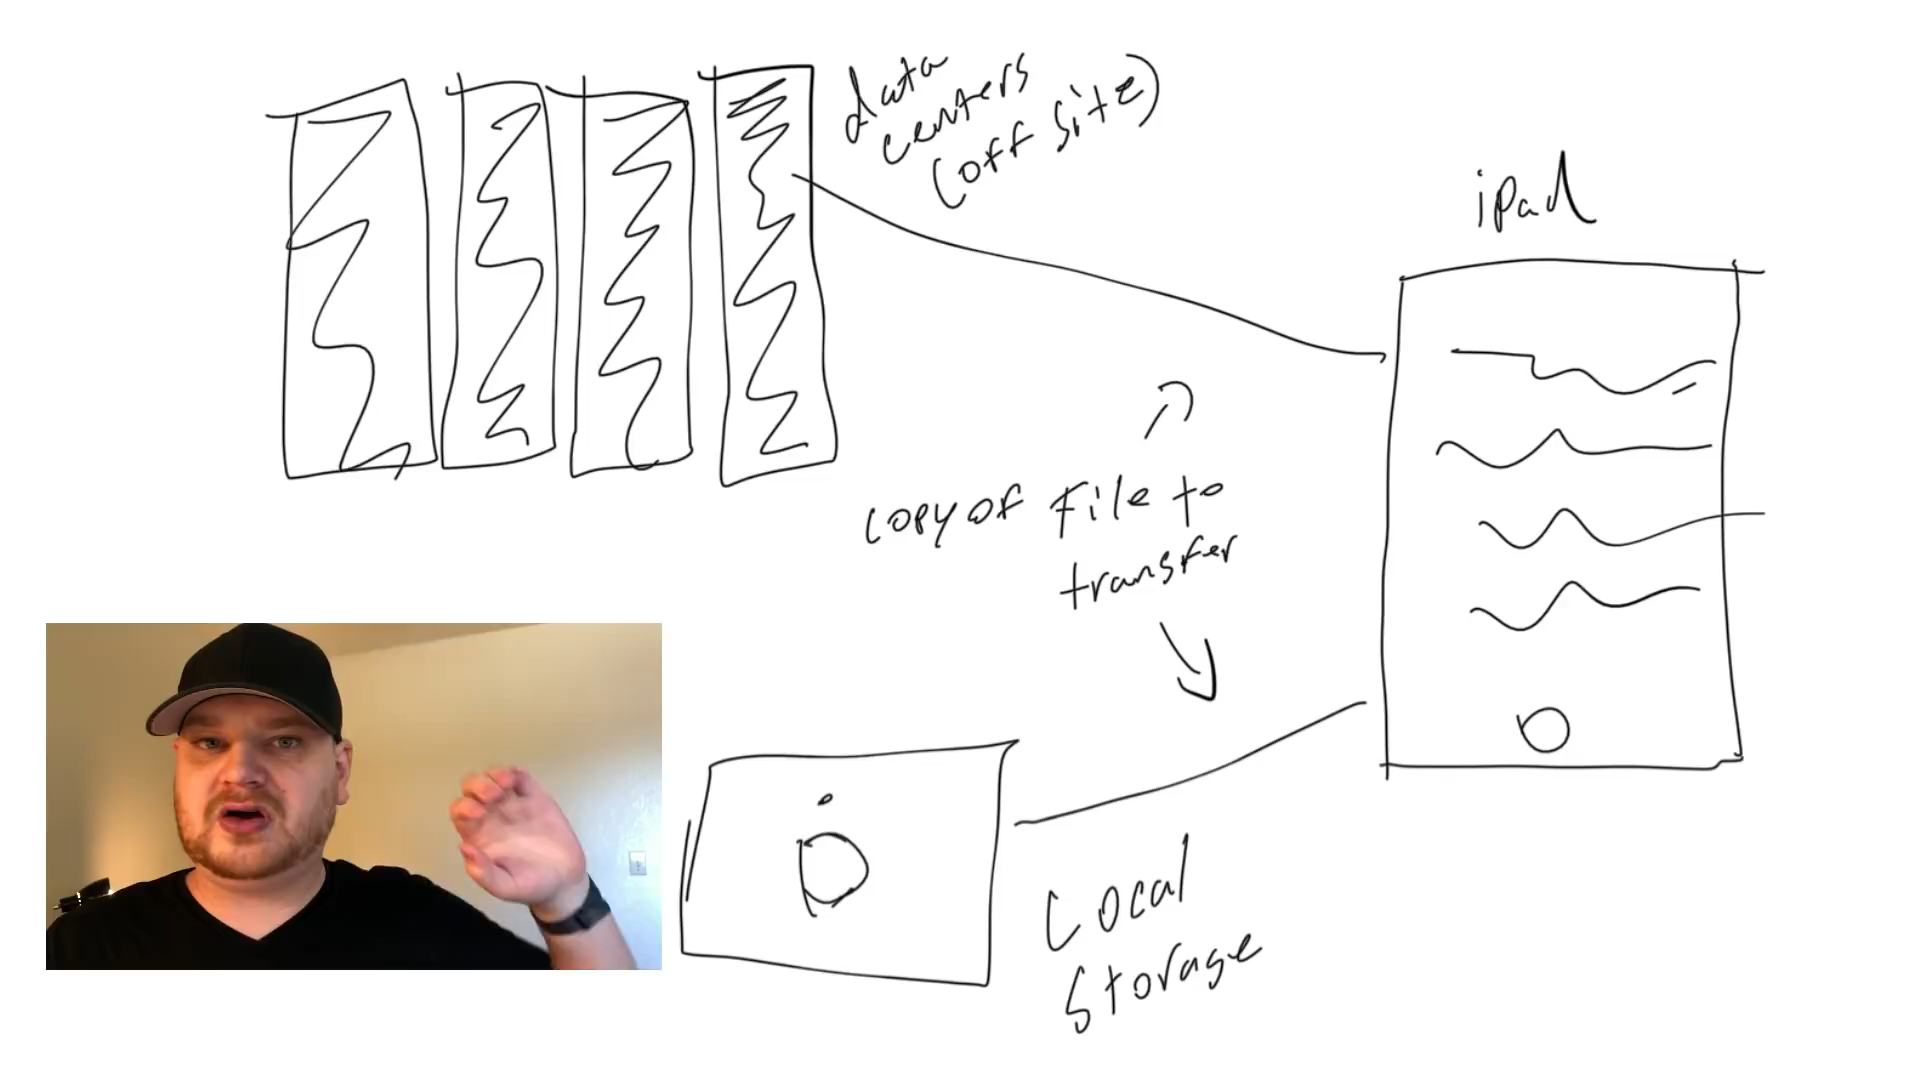 data
centers
(off site)
iPad
copy of File to
transfer
Local
Storage